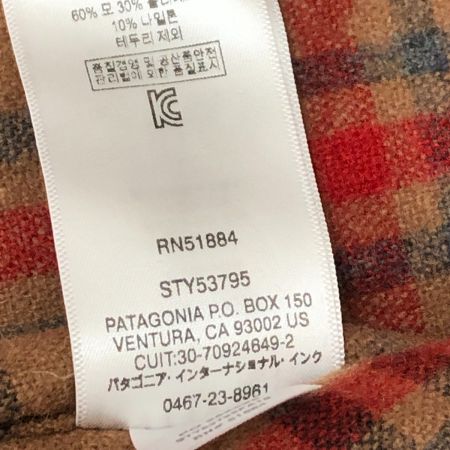 60% 모 30% 폴리
10% 나일론
테두리 제외
품질경영 및 공산품안전
관리법에 의한 품질표시
RN51884
STY53795
PATAGONIA P.O. BOX 150
VENTURA, CA 93002 US
CUIT:30-70924649-2
パタゴニア・インターナショナル・インク
0467-23-8961